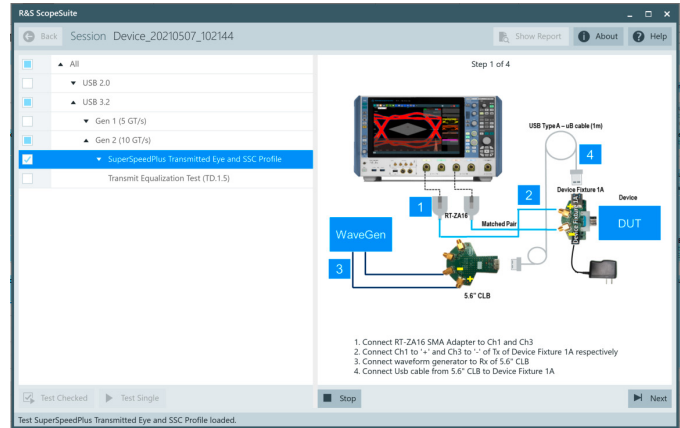 R&S ScopeSuite
Back Session Device_20210507_102144 Show Report About Help
All
USB 2.0
USB 3.2
Gen 1 (5 GT/s)
Gen 2 (10 GT/s)
SuperSpeedPlus Transmitted Eye and SSC Profile
Transmit Equalization Test (TD.1.5)
Step 1 of 4
USB Type A – uB cable (1m)
4
Device Fixture 1A
Device
2
1
RT-ZA16
Matched Pair
Device Fixture 1A
DUT
WaveGen
3
5.6" CLB
1. Connect RT-ZA16 SMA Adapter to Ch1 and Ch3
2. Connect Ch1 to '+' and Ch3 to '-' of Tx of Device Fixture 1A respectively
3. Connect waveform generator to Rx of 5.6" CLB
4. Connect Usb cable from 5.6" CLB to Device Fixture 1A
Test Checked Test Single Stop Next
Test SuperSpeedPlus Transmitted Eye and SSC Profile loaded.